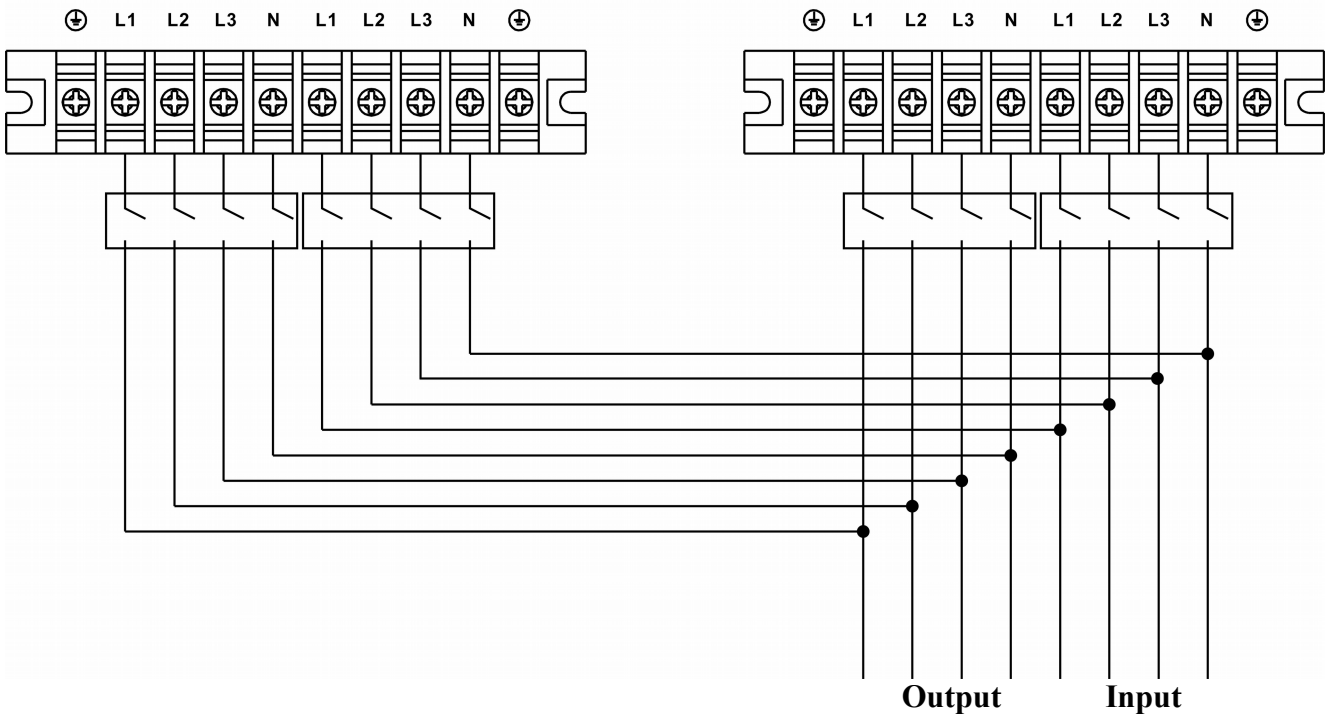 ⏚ L1 L2 L3 N L1 L2 L3 N ⏚ ⏚ L1 L2 L3 N L1 L2 L3 N ⏚
Output Input